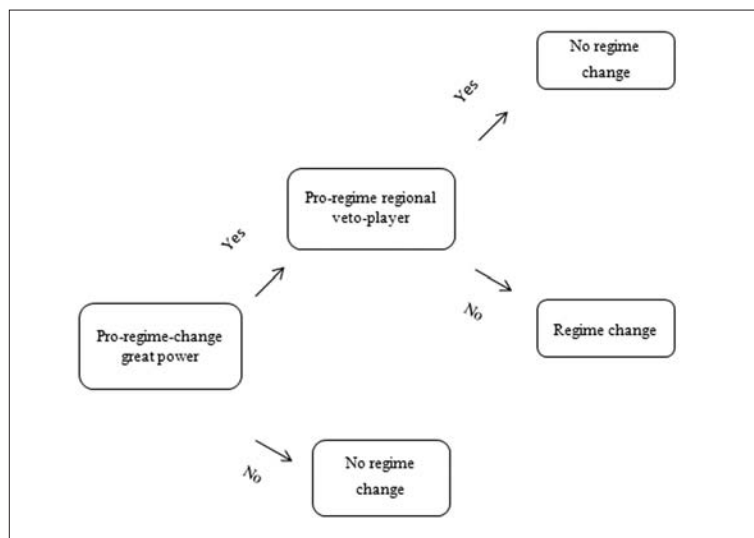 No regime
change
Yes
Pro-regime regional
veto-player
Yes
No
Pro-regime-change
great power
Regime change
No
No regime
change